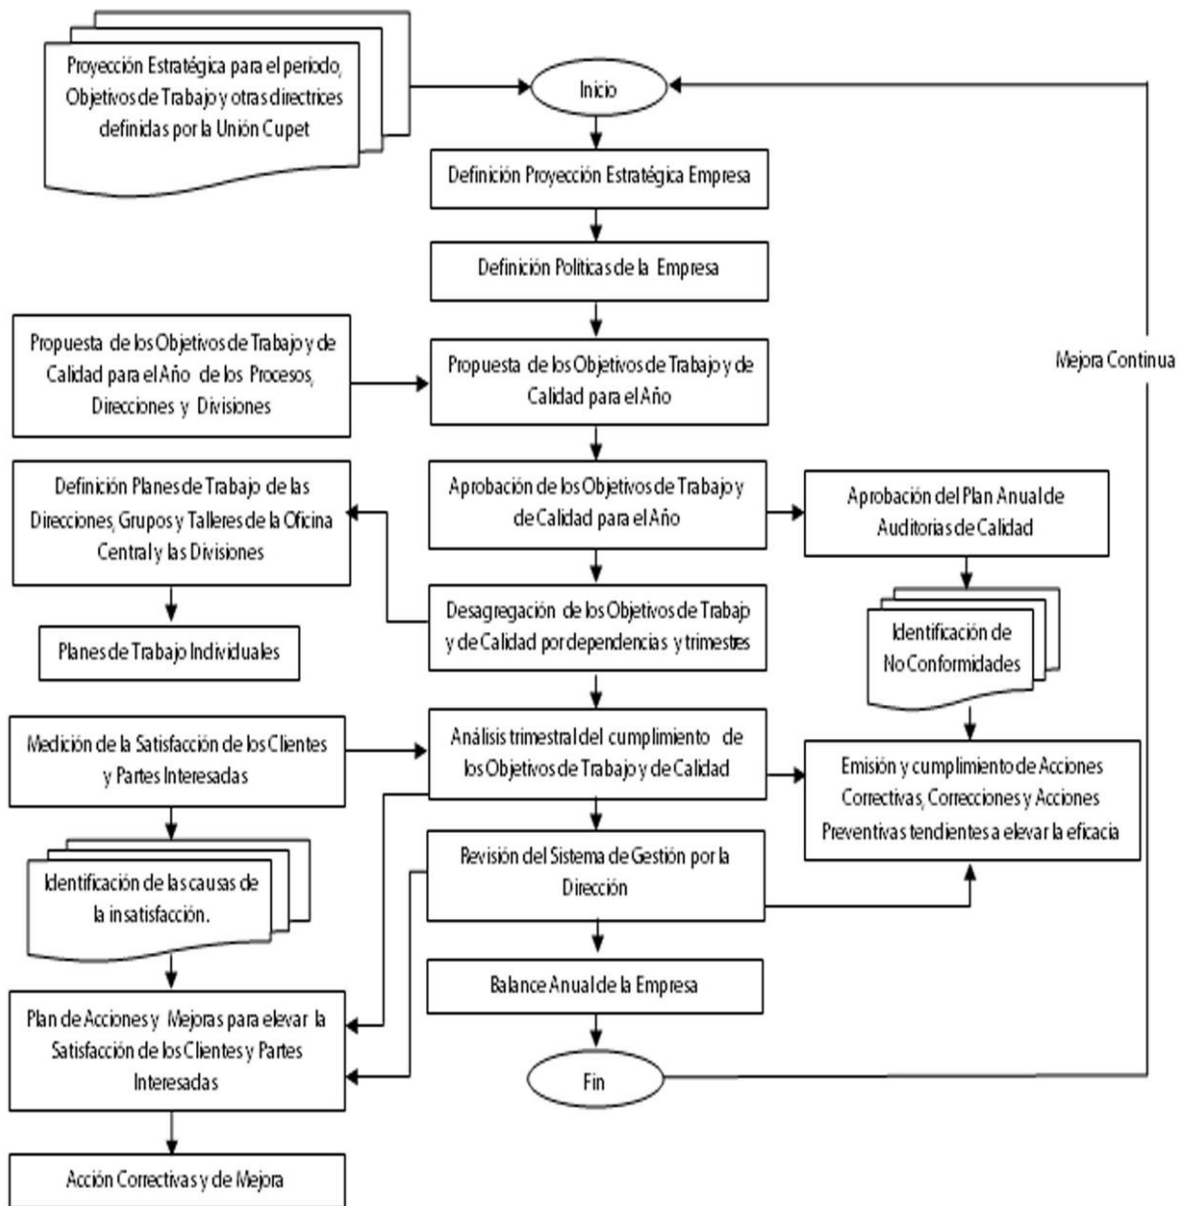 Proyección Estratégica para el período,
Objetivos de Trabajo y otras directrices
definidas por la Unión Cupet
Inicio
Definición Proyección Estratégica Empresa
Definición Políticas de la Empresa
Propuesta de los Objetivos de Trabajo y de
Calidad para el Año de los Procesos,
Direcciones y Divisiones
Propuesta de los Objetivos de Trabajo y de
Calidad para el Año
Mejora Continua
Definición Planes de Trabajo de las
Direcciones, Grupos y Talleres de la Oficina
Central y las Divisiones
Aprobación de los Objetivos de Trabajo y
de Calidad para el Año
Aprobación del Plan Anual de
Auditorias de Calidad
Planes de Trabajo Individuales
Desagregación de los Objetivos de Trabajo
y de Calidad por dependencias y trimestres
Identificación de
No Conformidades
Medición de la Satisfacción de los Clientes
y Partes Interesadas
Análisis trimestral del cumplimiento de
los Objetivos de Trabajo y de Calidad
Emisión y cumplimiento de Acciones
Correctivas, Correcciones y Acciones
Preventivas tendientes a elevar la eficacia
Identificación de las causas de
la insatisfacción.
Revisión del Sistema de Gestión por la
Dirección
Balance Anual de la Empresa
Plan de Acciones y Mejoras para elevar la
Satisfacción de los Clientes y Partes
Interesadas
Fin
Acción Correctivas y de Mejora